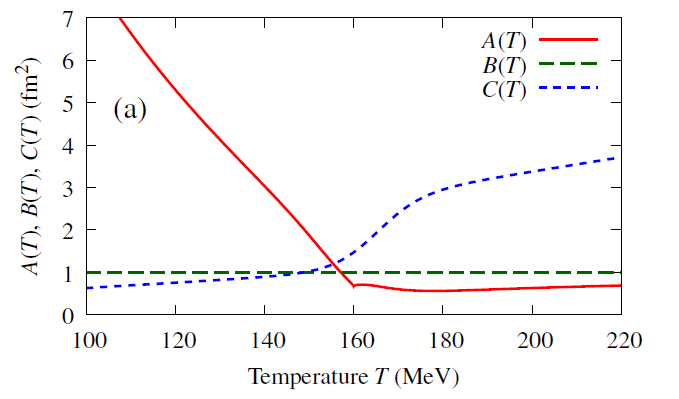 7
6
5
4
3
2
1
0
A(T), B(T), C(T) (fm²)
(a)
A(T)
B(T)
C(T)
100 120 140 160 180 200 220
Temperature T (MeV)